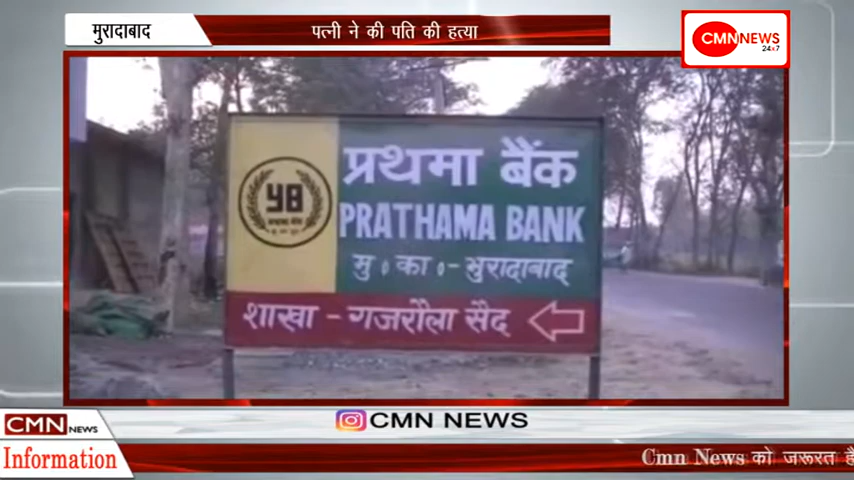 मुरादाबाद
पत्नी ने की पति की हत्या
CMN NEWS
24x7
प्रथमा बैंक
PRATHAMA BANK
मु०का०-मुरादाबाद
शाखा - गजरौला सैद
CMN NEWS
CMN NEWS
Information
Cmn News को जरूरत है